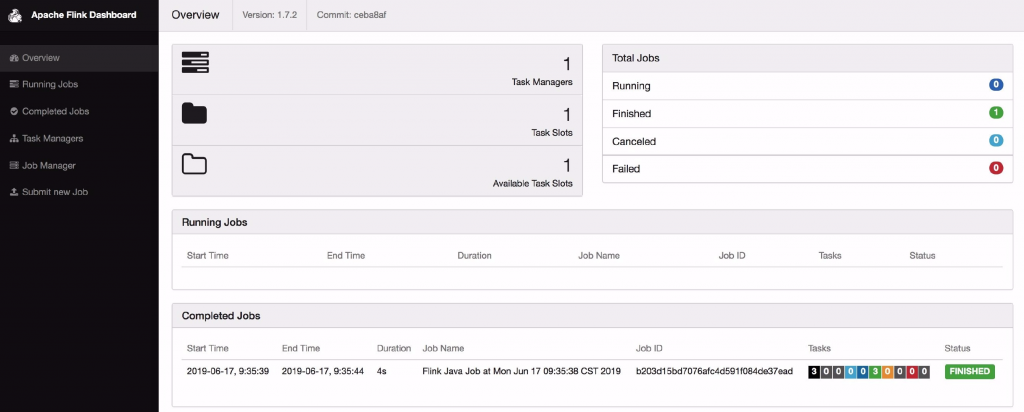 Apache Flink Dashboard
Overview
Version: 1.7.2
Commit: ceba8af
Overview
Running Jobs
Completed Jobs
Task Managers
Job Manager
Submit new Job
1
Task Managers
1
Task Slots
1
Available Task Slots
Total Jobs
Running 0
Finished 1
Canceled 0
Failed 0
Running Jobs
Start Time End Time Duration Job Name Job ID Tasks Status
Completed Jobs
Start Time End Time Duration Job Name Job ID Tasks Status
2019-06-17, 9:35:39 2019-06-17, 9:35:44 4s Flink Java Job at Mon Jun 17 09:35:38 CST 2019 b203d15bd7076afc4d591f084de37ead 3 0 0 0 0 3 0 0 0 0 FINISHED